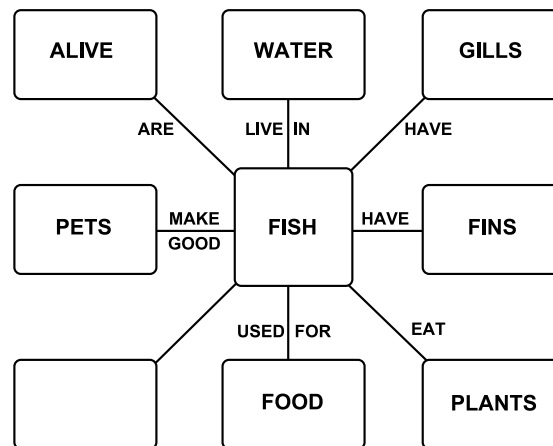 ALIVE
WATER
GILLS
ARE
LIVE IN
HAVE
PETS
MAKE
GOOD
FISH
HAVE
FINS
USED FOR
EAT
FOOD
PLANTS